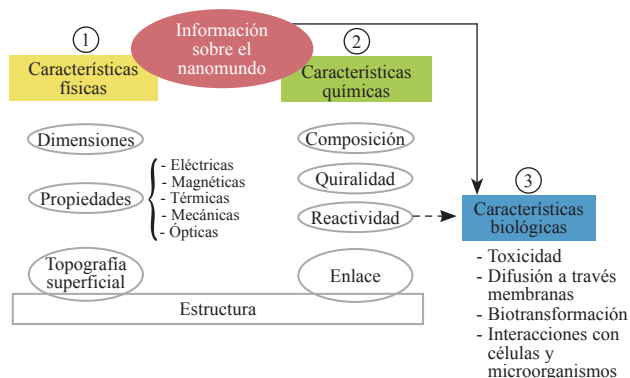 Información
sobre el
nanomundo
1
Características
físicas
Dimensiones
Propiedades
- Eléctricas
- Magnéticas
- Térmicas
- Mecánicas
- Ópticas
Topografía
superficial
2
Características
químicas
Composición
Quiralidad
Reactividad
Enlace
Estructura
3
Características
biológicas
- Toxicidad
- Difusión a través
membranas
- Biotransformación
- Interacciones con
células y
microorganismos